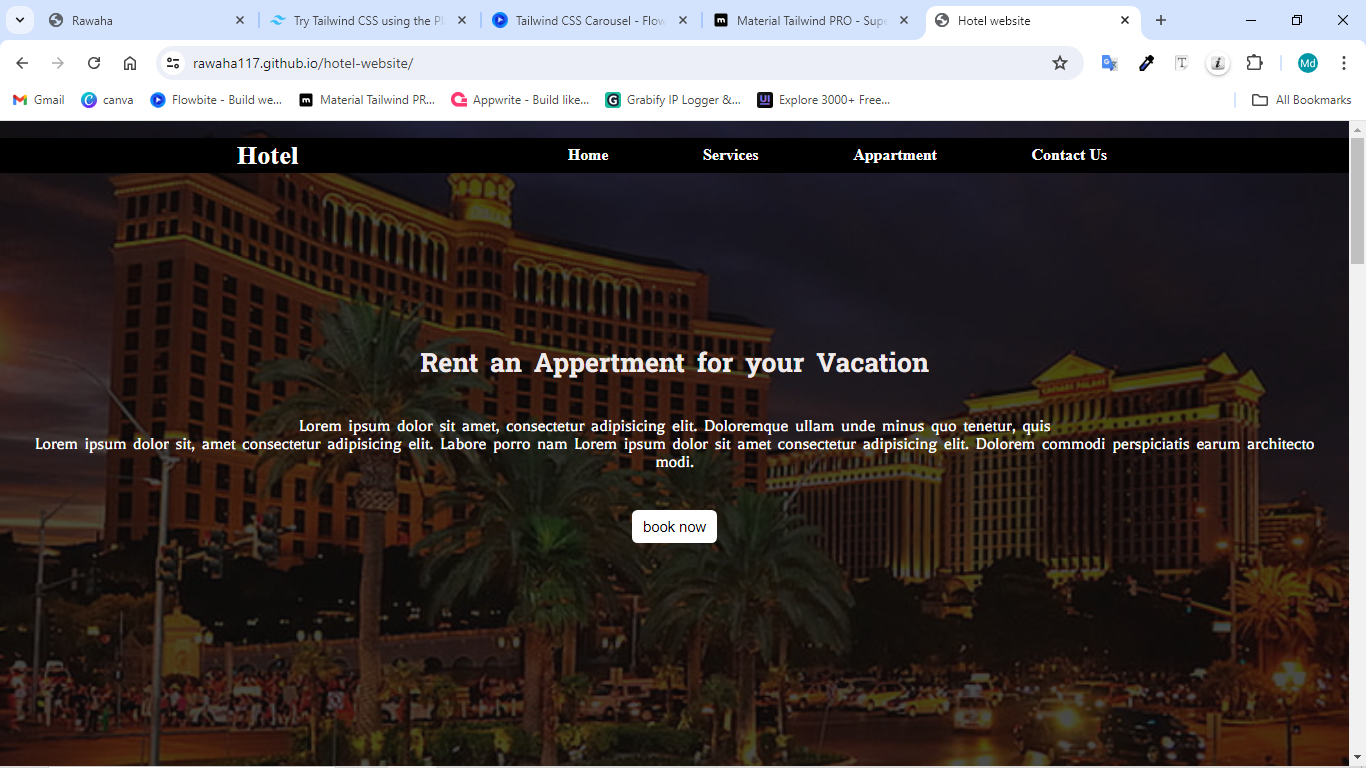 Rawaha
Try Tailwind CSS using the Pl
Tailwind CSS Carousel - Flow
Material Tailwind PRO - Supe
Hotel website
rawaha117.github.io/hotel-website/
Md
Gmail
canva
Flowbite - Build we...
Material Tailwind PR...
Appwrite - Build like...
Grabify IP Logger &...
Explore 3000+ Free...
All Bookmarks
Hotel
Home
Services
Appartment
Contact Us
Rent an Appertment for your Vacation
Lorem ipsum dolor sit amet, consectetur adipisicing elit. Doloremque ullam unde minus quo tenetur, quis
Lorem ipsum dolor sit, amet consectetur adipisicing elit. Labore porro nam Lorem ipsum dolor sit amet consectetur adipisicing elit. Dolorem commodi perspiciatis earum architecto
modi.
book now
CAESARS PALACE